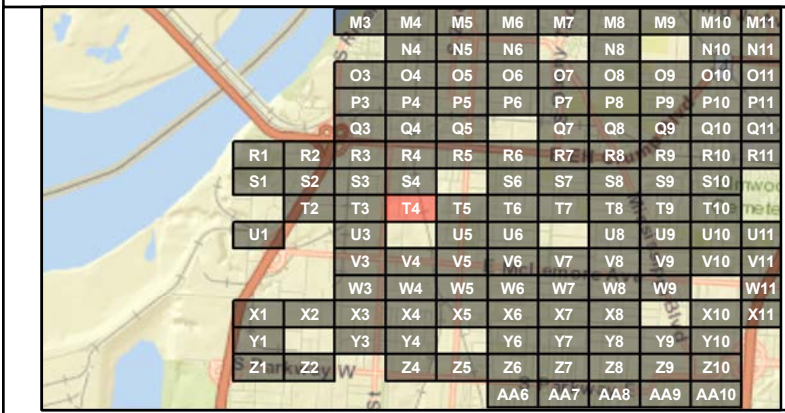 M3 M4 M5 M6 M7 M8 M9 M10 M11
N4 N5 N6 N8 N10 N11
O3 O4 O5 O6 O7 O8 O9 O10 O11
P3 P4 P5 P6 P7 P8 P9 P10 P11
Q3 Q4 Q5 Q7 Q8 Q9 Q10 Q11
R1 R2 R3 R4 R5 R6 R7 R8 R9 R10 R11
S1 S2 S3 S4 S6 S7 S8 S9 S10
T2 T3 T4 T5 T6 T7 T8 T9 T10
U1 U3 U5 U6 U8 U9 U10 U11
V3 V4 V5 V6 V7 V8 V9 V10 V11
E McLemore Ave
W3 W4 W5 W6 W7 W8 W9 W11
X1 X2 X3 X4 X5 X6 X7 X8 X10 X11
Y1 Y3 Y4 Y6 Y7 Y8 Y9 Y10
Z1 Z2 Z4 Z5 Z6 Z7 Z8 Z9 Z10
S Parkway W
AA6 AA7 AA8 AA9 AA10
St